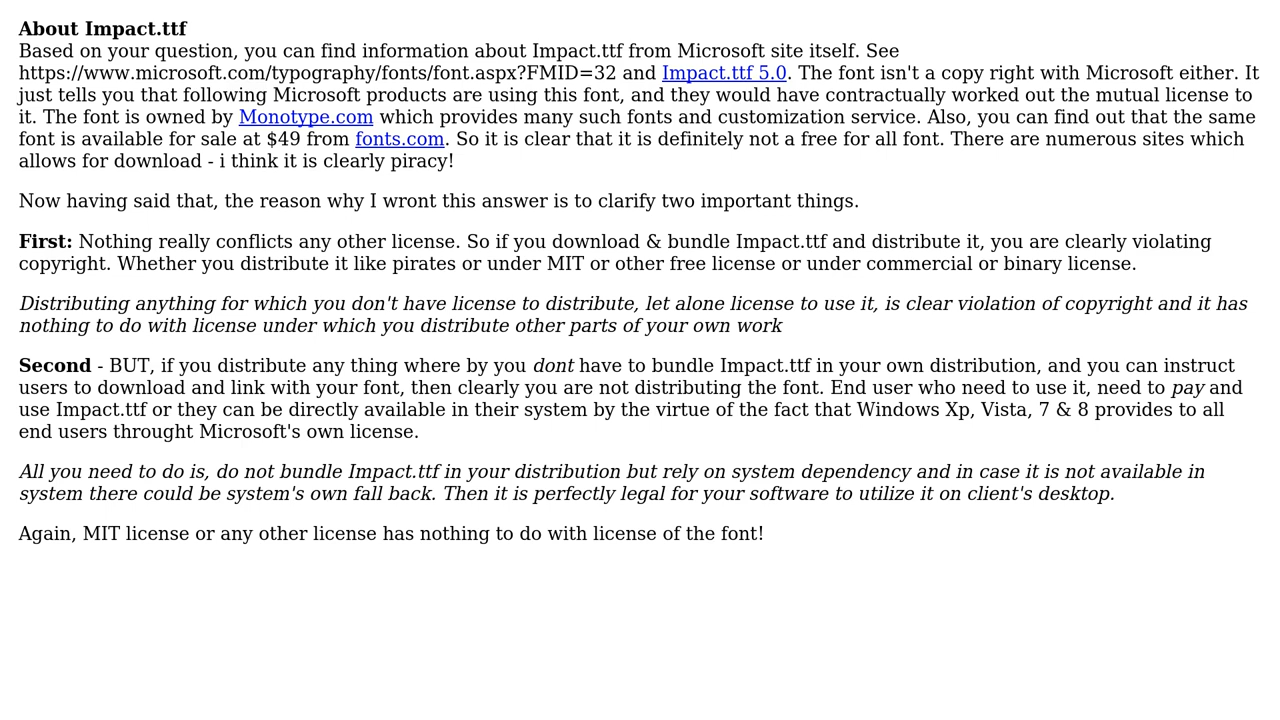 About Impact.ttf
Based on your question, you can find information about Impact.ttf from Microsoft site itself. See
https://www.microsoft.com/typography/fonts/font.aspx?FMID=32 and Impact.ttf 5.0. The font isn't a copy right with Microsoft either. It
just tells you that following Microsoft products are using this font, and they would have contractually worked out the mutual license to
it. The font is owned by Monotype.com which provides many such fonts and customization service. Also, you can find out that the same
font is available for sale at $49 from fonts.com. So it is clear that it is definitely not a free for all font. There are numerous sites which
allows for download - i think it is clearly piracy!
Now having said that, the reason why I wront this answer is to clarify two important things.
First: Nothing really conflicts any other license. So if you download & bundle Impact.ttf and distribute it, you are clearly violating
copyright. Whether you distribute it like pirates or under MIT or other free license or under commercial or binary license.
Distributing anything for which you don't have license to distribute, let alone license to use it, is clear violation of copyright and it has
nothing to do with license under which you distribute other parts of your own work
Second - BUT, if you distribute any thing where by you dont have to bundle Impact.ttf in your own distribution, and you can instruct
users to download and link with your font, then clearly you are not distributing the font. End user who need to use it, need to pay and
use Impact.ttf or they can be directly available in their system by the virtue of the fact that Windows Xp, Vista, 7 & 8 provides to all
end users throught Microsoft's own license.
All you need to do is, do not bundle Impact.ttf in your distribution but rely on system dependency and in case it is not available in
system there could be system's own fall back. Then it is perfectly legal for your software to utilize it on client's desktop.
Again, MIT license or any other license has nothing to do with license of the font!